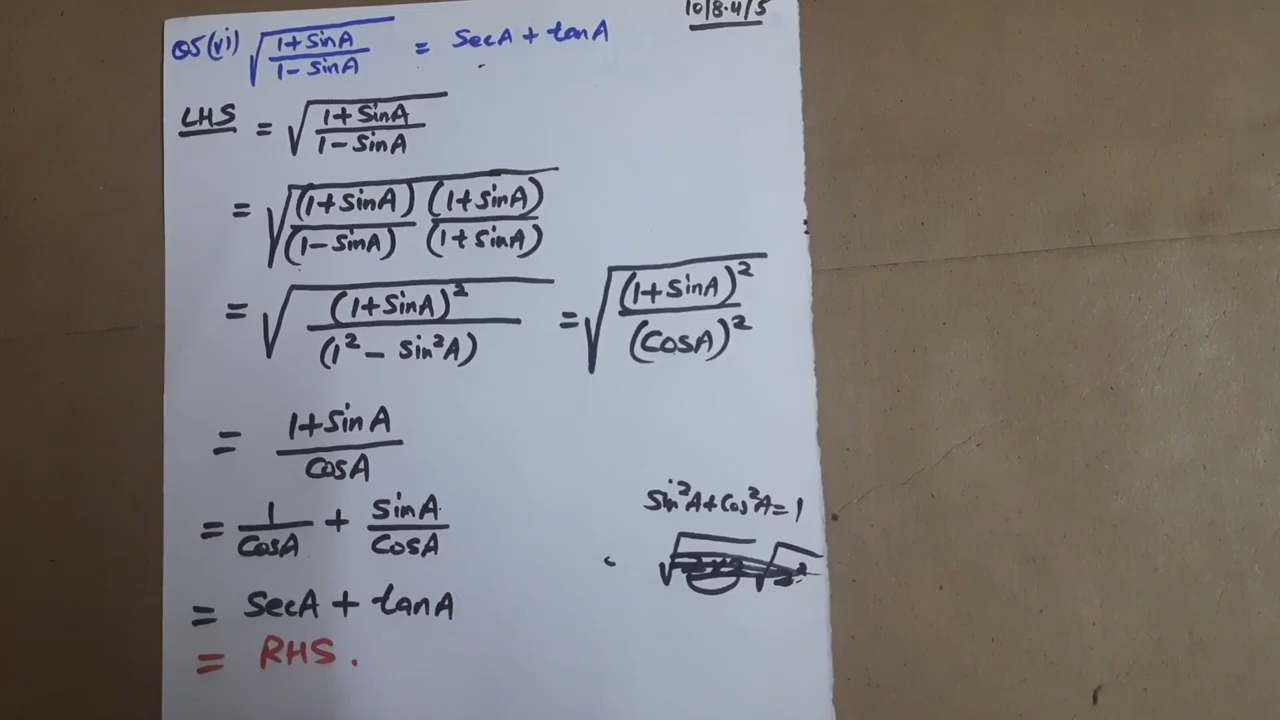 10/8.4/5
Q5(vi) √((1+SinA)/(1-SinA)) = SecA + tanA
LHS = √((1+SinA)/(1-SinA))
= √((1+SinA)(1+SinA)/(1-SinA)(1+SinA))
= √((1+SinA)²/(1²-Sin²A)) = √((1+SinA)²/(CosA)²)
= (1+SinA)/CosA
Sin²A+Cos²A=1
= 1/CosA + SinA/CosA
= SecA + tanA
= RHS.